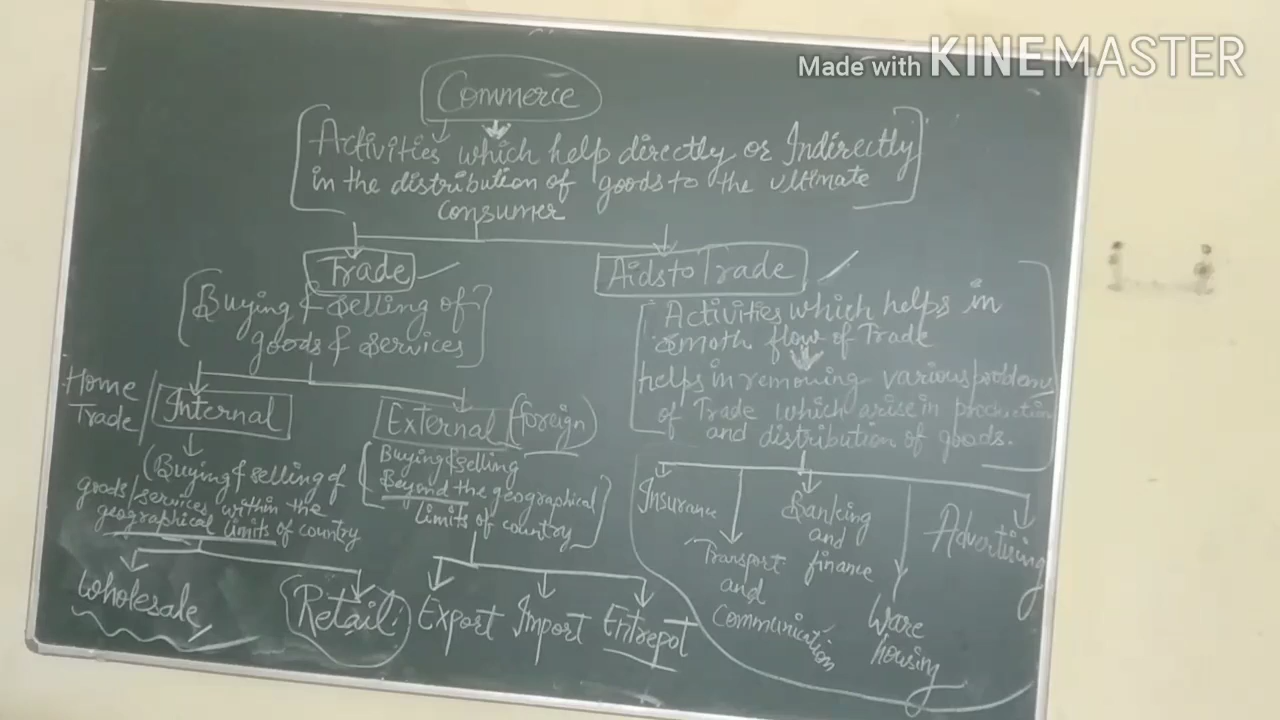 Made with KINEMASTER
Commerce
Activities which help directly or Indirectly
in the distribution of goods to the ultimate
consumer
Trade
Aids to Trade
Buying & selling of
goods & services
Activities which helps in
smoth flow of Trade
helps in removing various problems
of Trade which arise in production
and distribution of goods.
Home
Trade
Internal
External (foreign)
(Buying & selling of
goods/services within the
geographical limits of country
Buying & selling
Beyond the geographical
limits of country
Wholesale
Retail
Export
Import
Entrepot
Insurance
Transport
and
Communication
Banking
and
finance
Ware
housing
Advertising